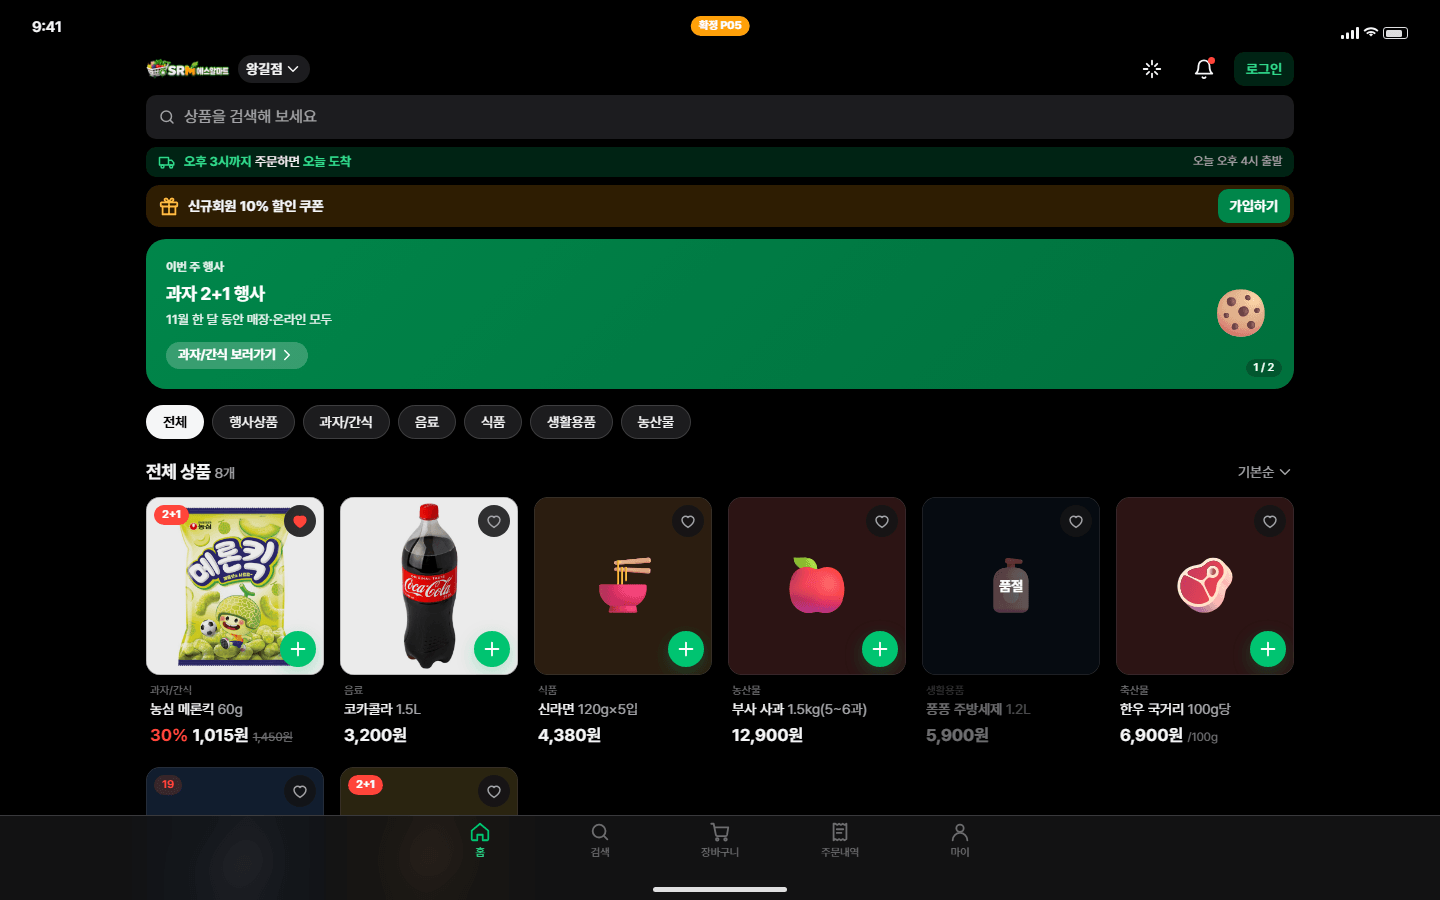 9:41
확정 P05
SRM 에스알마트
왕길점
로그인
상품을 검색해 보세요
오후 3시까지 주문하면 오늘 도착
오늘 오후 4시 출발
신규회원 10% 할인 쿠폰
가입하기
이번 주 행사
과자 2+1 행사
11월 한 달 동안 매장·온라인 모두
과자/간식 보러가기
1 / 2
전체
행사상품
과자/간식
음료
식품
생활용품
농산물
전체 상품 8개
기본순
2+1
농심
메론킥
ORIGINAL TASTE
Coca-Cola
품절
과자/간식
농심 메론킥 60g
30% 1,015원 1,450원
음료
코카콜라 1.5L
3,200원
식품
신라면 120g×5입
4,380원
농산물
부사 사과 1.5kg(5~6과)
12,900원
생활용품
퐁퐁 주방세제 1.2L
5,900원
축산물
한우 국거리 100g당
6,900원 /100g
19
2+1
홈
검색
장바구니
주문내역
마이